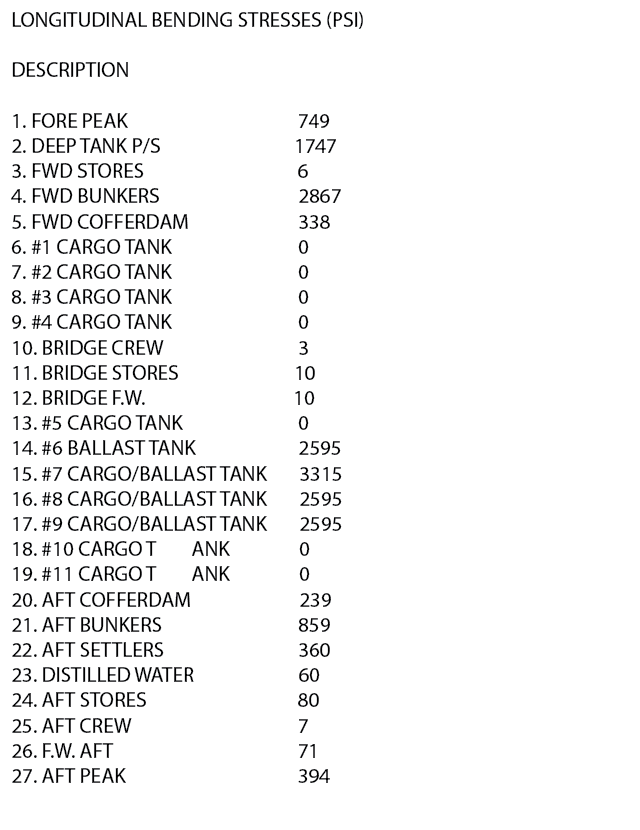 LONGITUDINAL BENDING STRESSES (PSI)
DESCRIPTION
1. FORE PEAK 749
2. DEEP TANK P/S 1747
3. FWD STORES 6
4. FWD BUNKERS 2867
5. FWD COFFERDAM 338
6. #1 CARGO TANK 0
7. #2 CARGO TANK 0
8. #3 CARGO TANK 0
9. #4 CARGO TANK 0
10. BRIDGE CREW 3
11. BRIDGE STORES 10
12. BRIDGE F.W. 10
13. #5 CARGO TANK 0
14. #6 BALLAST TANK 2595
15. #7 CARGO/BALLAST TANK 3315
16. #8 CARGO/BALLAST TANK 2595
17. #9 CARGO/BALLAST TANK 2595
18. #10 CARGO T ANK 0
19. #11 CARGO T ANK 0
20. AFT COFFERDAM 239
21. AFT BUNKERS 859
22. AFT SETTLERS 360
23. DISTILLED WATER 60
24. AFT STORES 80
25. AFT CREW 7
26. F.W. AFT 71
27. AFT PEAK 394